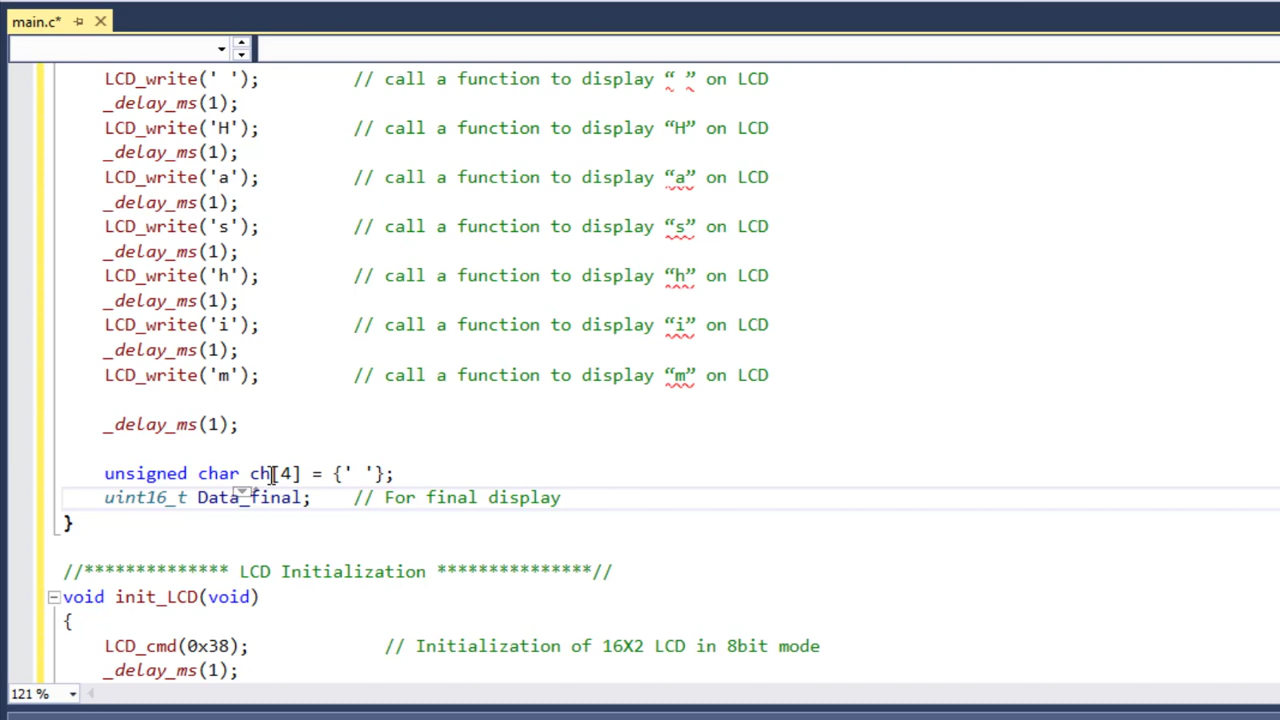 main.c*
LCD_write(' '); // call a function to display “ ” on LCD
_delay_ms(1);
LCD_write('H'); // call a function to display “H” on LCD
_delay_ms(1);
LCD_write('a'); // call a function to display “a” on LCD
_delay_ms(1);
LCD_write('s'); // call a function to display “s” on LCD
_delay_ms(1);
LCD_write('h'); // call a function to display “h” on LCD
_delay_ms(1);
LCD_write('i'); // call a function to display “i” on LCD
_delay_ms(1);
LCD_write('m'); // call a function to display “m” on LCD
_delay_ms(1);
unsigned char ch[4] = {' '};
uint16_t Data_final; // For final display
}
//************** LCD Initialization ***************//
void init_LCD(void)
{
LCD_cmd(0x38); // Initialization of 16X2 LCD in 8bit mode
_delay_ms(1);
121 %